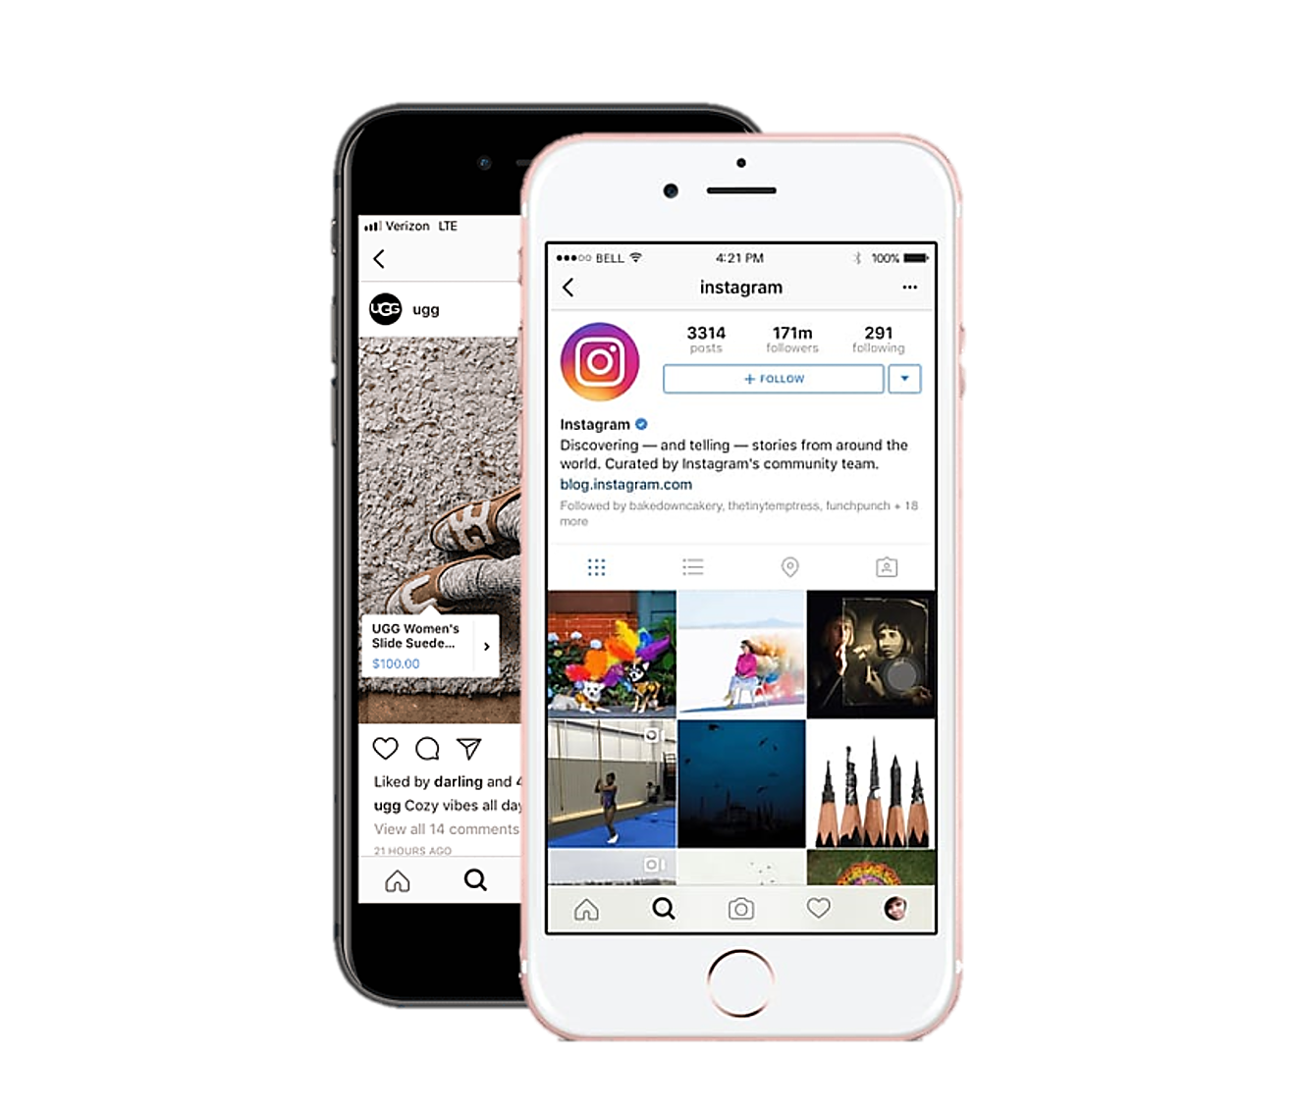 Verizon LTE
UGG ugg
UGG Women's
Slide Suede...
$100.00
Liked by darling and 4
ugg Cozy vibes all day
View all 14 comments
21 HOURS AGO
BELL 4:21 PM 100%
instagram
3314 171m 291
posts followers following
+ FOLLOW
Instagram
Discovering — and telling — stories from around the
world. Curated by Instagram's community team.
blog.instagram.com
Followed by bakedowncakery, thetinytemptress, funchpunch + 18
more